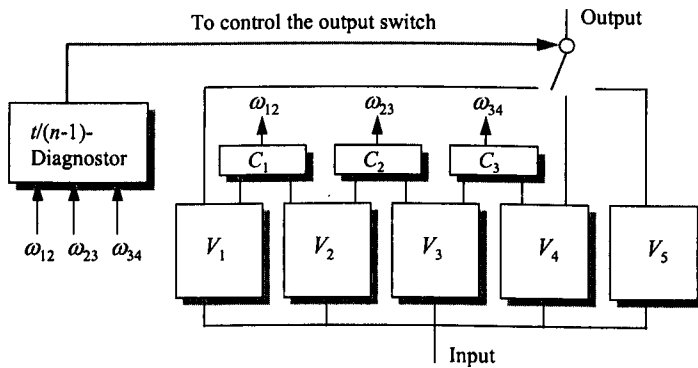 To control the output switch
Output
t/(n-1)-
Diagnostor
ω12 ω23 ω34
C1 C2 C3
V1 V2 V3 V4 V5
ω12 ω23 ω34
Input